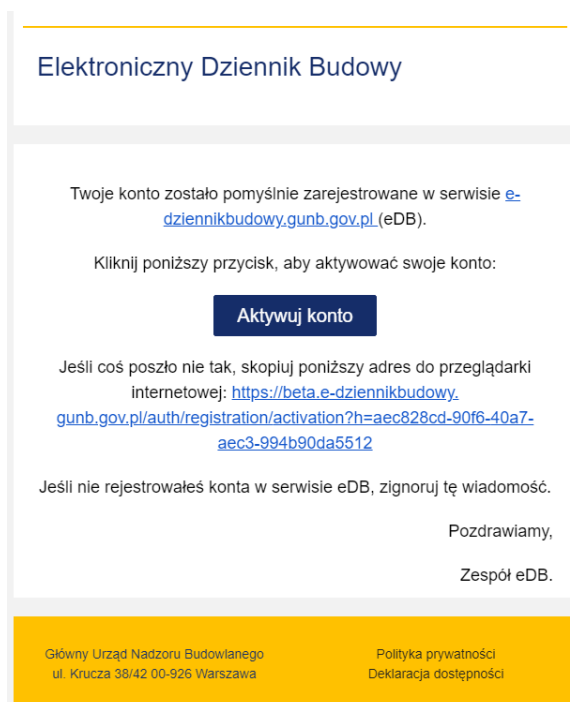 Elektroniczny Dziennik Budowy
Twoje konto zostało pomyślnie zarejestrowane w serwisie e-
dziennikbudowy.gunb.gov.pl (eDB).
Kliknij poniższy przycisk, aby aktywować swoje konto:
Aktywuj konto
Jeśli coś poszło nie tak, skopiuj poniższy adres do przeglądarki
internetowej: https://beta.e-dziennikbudowy.
gunb.gov.pl/auth/registration/activation?h=aec828cd-90f6-40a7-
aec3-994b90da5512
Jeśli nie rejestrowałeś konta w serwisie eDB, zignoruj tę wiadomość.
Pozdrawiamy,
Zespół eDB.
Główny Urząd Nadzoru Budowlanego
ul. Krucza 38/42 00-926 Warszawa
Polityka prywatności
Deklaracja dostępności